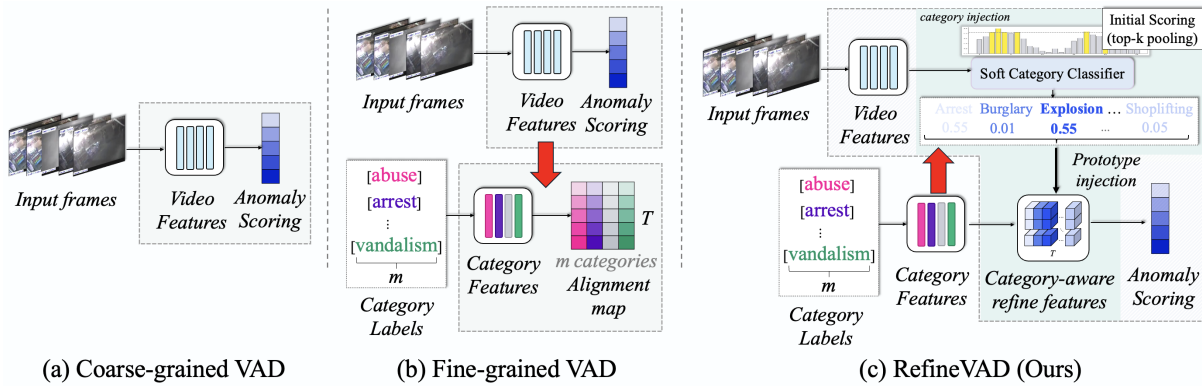 Input frames
Video
Features
Anomaly
Scoring
(a) Coarse-grained VAD
Input frames
Video
Features
Anomaly
Scoring
[abuse]
[arrest]
⋮
[vandalism]
m
Category
Labels
Category
Features
T
m categories
Alignment
map
(b) Fine-grained VAD
category injection
Initial Scoring
(top-k pooling)
Input frames
Video
Features
Soft Category Classifier
Arrest Burglary Explosion ... Shoplifting
0.55 0.01 0.55 ... 0.05
Prototype
injection
[abuse]
[arrest]
⋮
[vandalism]
m
Category
Labels
Category
Features
T
Category-aware
refine features
Anomaly
Scoring
(c) RefineVAD (Ours)